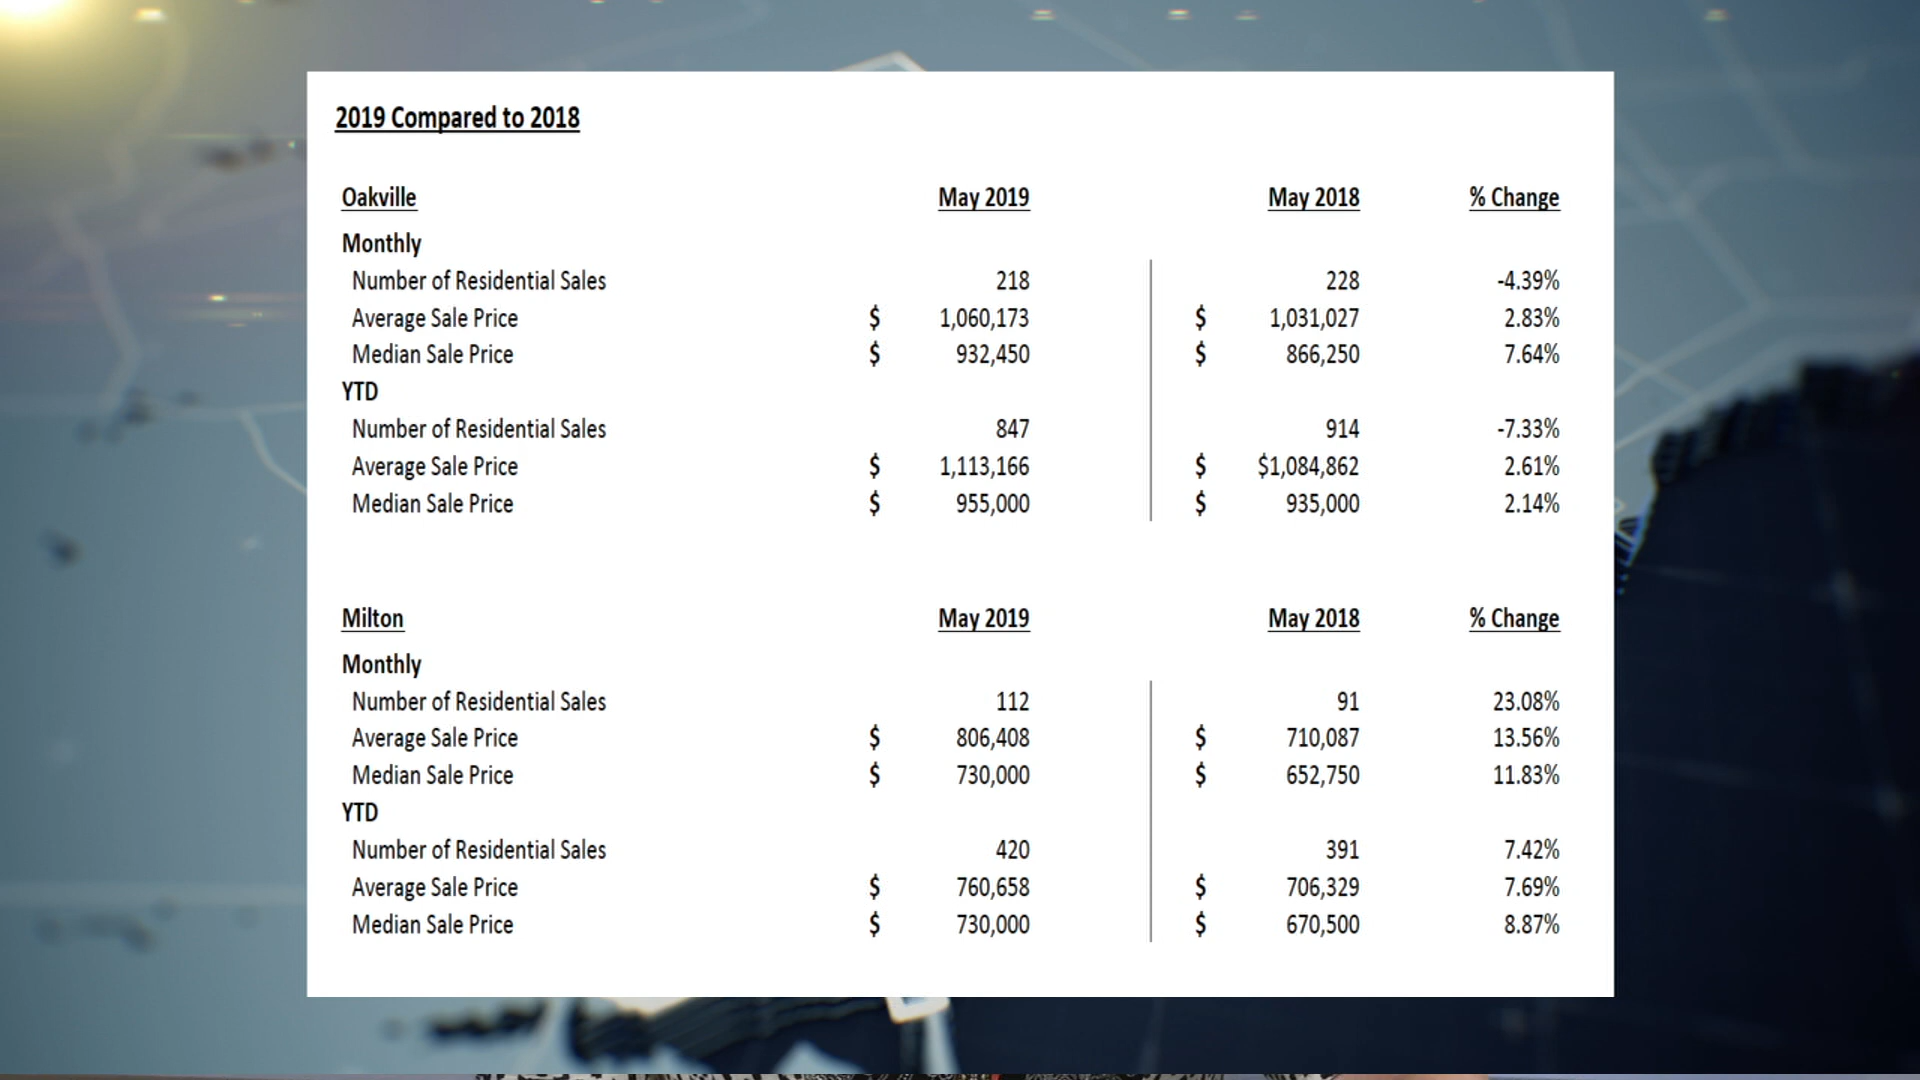 2019 Compared to 2018
Oakville May 2019 May 2018 % Change
Monthly
Number of Residential Sales 218 228 -4.39%
Average Sale Price $ 1,060,173 $ 1,031,027 2.83%
Median Sale Price $ 932,450 $ 866,250 7.64%
YTD
Number of Residential Sales 847 914 -7.33%
Average Sale Price $ 1,113,166 $ $1,084,862 2.61%
Median Sale Price $ 955,000 $ 935,000 2.14%
Milton May 2019 May 2018 % Change
Monthly
Number of Residential Sales 112 91 23.08%
Average Sale Price $ 806,408 $ 710,087 13.56%
Median Sale Price $ 730,000 $ 652,750 11.83%
YTD
Number of Residential Sales 420 391 7.42%
Average Sale Price $ 760,658 $ 706,329 7.69%
Median Sale Price $ 730,000 $ 670,500 8.87%